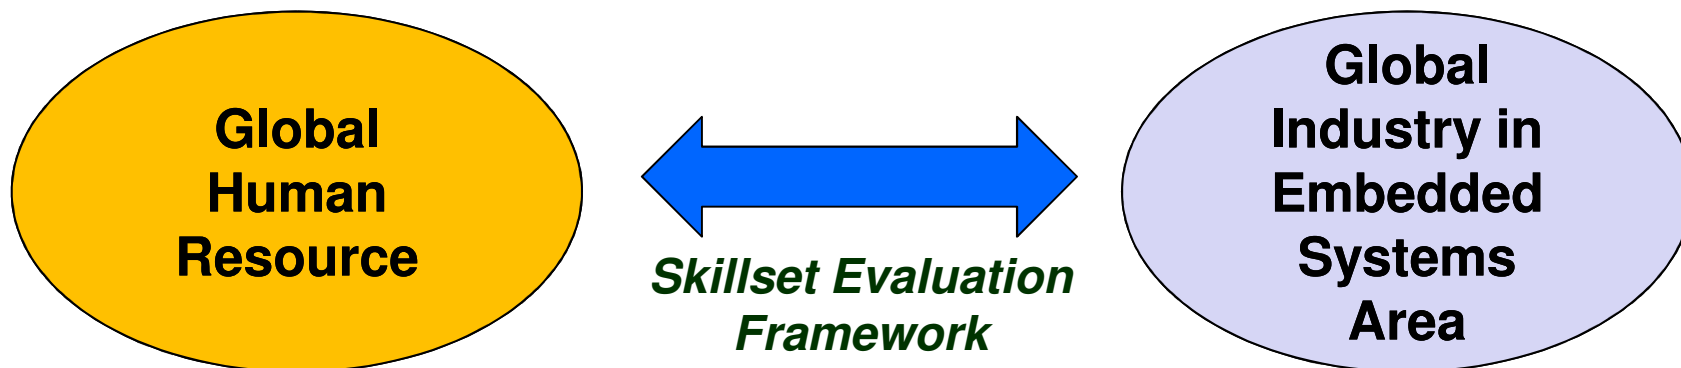 Global
Human
Resource
Skillset Evaluation
Framework
Global
Industry in
Embedded
Systems
Area